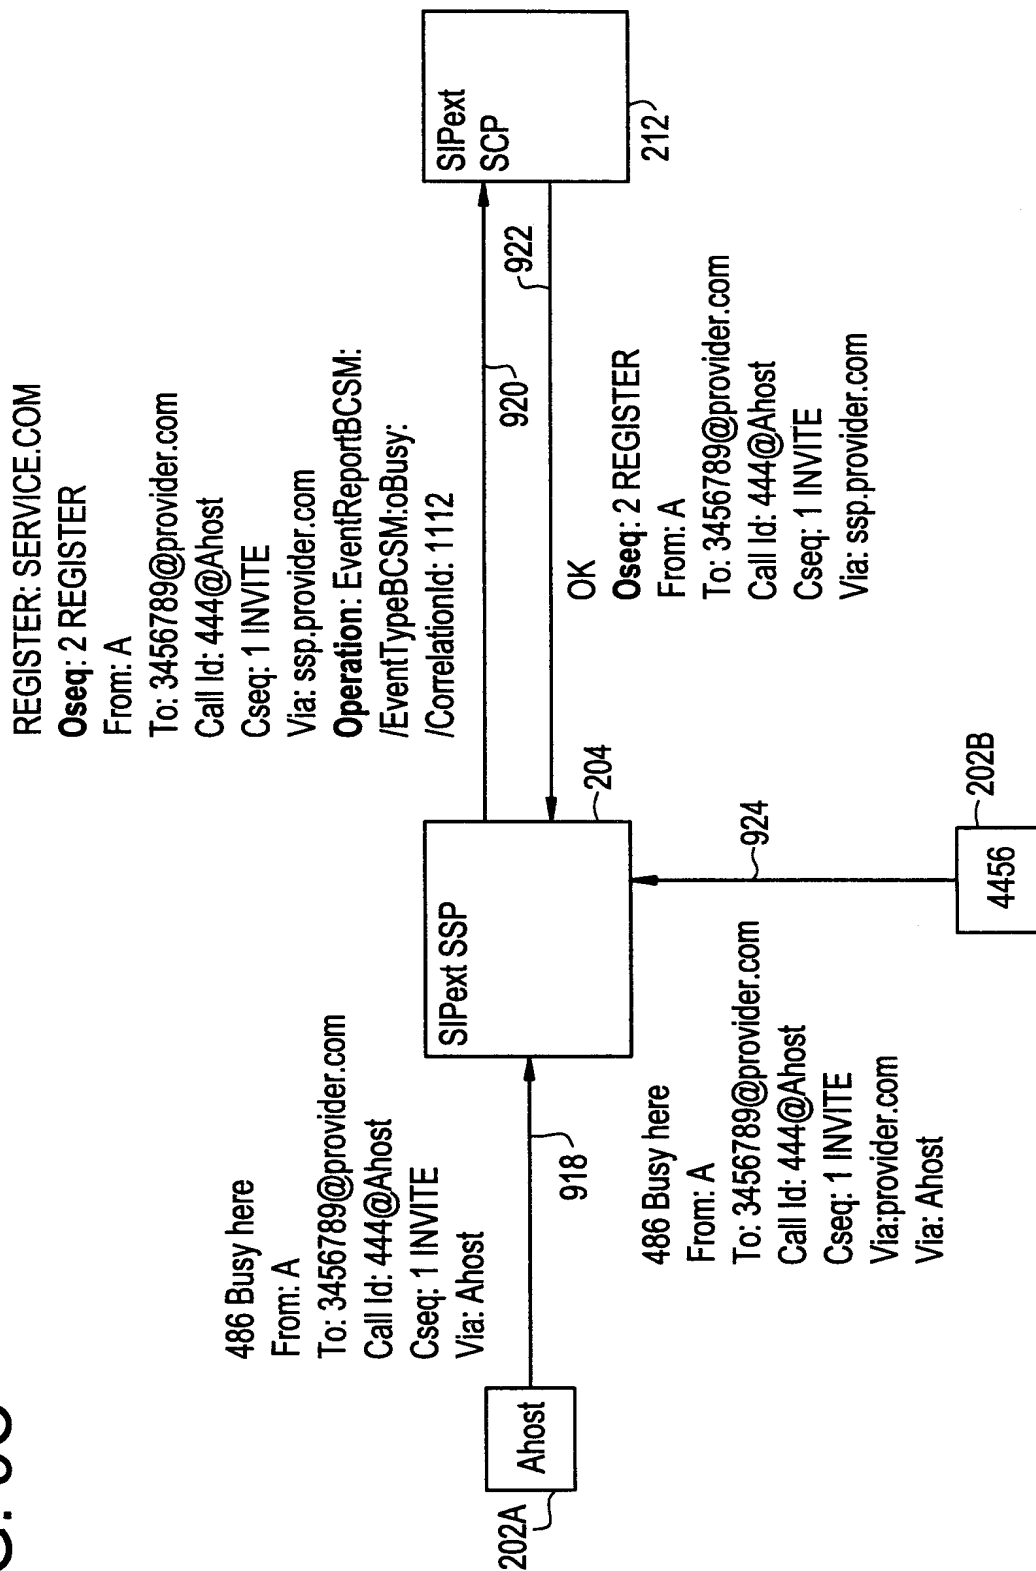 REGISTER: SERVICE.COM
Oseq: 2 REGISTER
From: A
To: 3456789@provider.com
Call Id: 444@Ahost
Cseq: 1 INVITE
Via: ssp.provider.com
Operation: EventReportBCSM:
/EventTypeBCSM:oBusy:
/CorrelationId: 1112
486 Busy here
From: A
To: 3456789@provider.com
Call Id: 444@Ahost
Cseq: 1 INVITE
Via: Ahost
SIPext SSP
204
SIPext
SCP
212
920
922
Ahost
202A
918
OK
Oseq: 2 REGISTER
From: A
To: 3456789@provider.com
Call Id: 444@Ahost
Cseq: 1 INVITE
Via: ssp.provider.com
486 Busy here
From: A
To: 3456789@provider.com
Call Id: 444@Ahost
Cseq: 1 INVITE
Via:provider.com
Via: Ahost
924
4456
202B